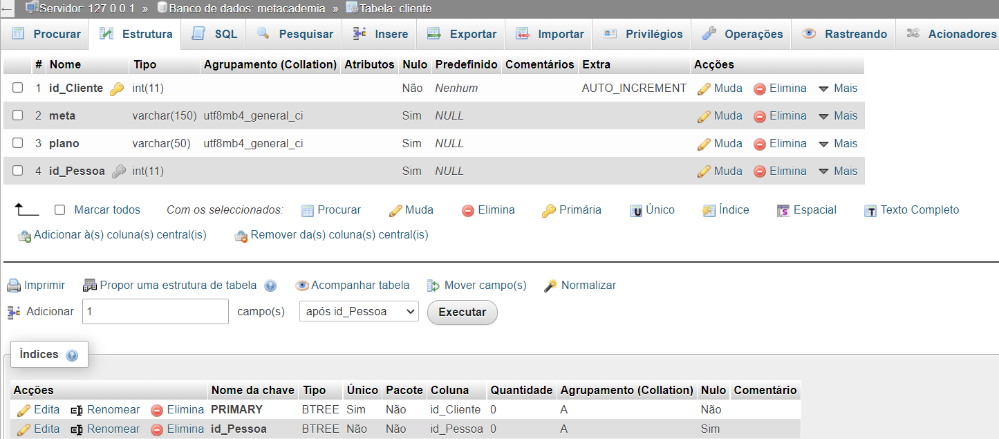 ← Servidor: 127.0.0.1 » Banco de dados: metacademia » Tabela: cliente
Procurar Estrutura SQL Pesquisar Insere Exportar Importar Privilégios Operações Rastreando Acionadores
# Nome Tipo Agrupamento (Collation) Atributos Nulo Predefinido Comentários Extra Acções
1 id_Cliente int(11) Não Nenhum AUTO_INCREMENT Muda Elimina Mais
2 meta varchar(150) utf8mb4_general_ci Sim NULL Muda Elimina Mais
3 plano varchar(50) utf8mb4_general_ci Sim NULL Muda Elimina Mais
4 id_Pessoa int(11) Sim NULL Muda Elimina Mais
Marcar todos Com os seleccionados: Procurar Muda Elimina Primária Único Índice Espacial Texto Completo
Adicionar à(s) coluna(s) central(is) Remover da(s) coluna(s) central(is)
Imprimir Propor uma estrutura de tabela Acompanhar tabela Mover campo(s) Normalizar
Adicionar 1 campo(s) após id_Pessoa Executar
Índices
Acções Nome da chave Tipo Único Pacote Coluna Quantidade Agrupamento (Collation) Nulo Comentário
Edita Renomear Elimina PRIMARY BTREE Sim Não id_Cliente 0 A Não
Edita Renomear Elimina id_Pessoa BTREE Não Não id_Pessoa 0 A Sim